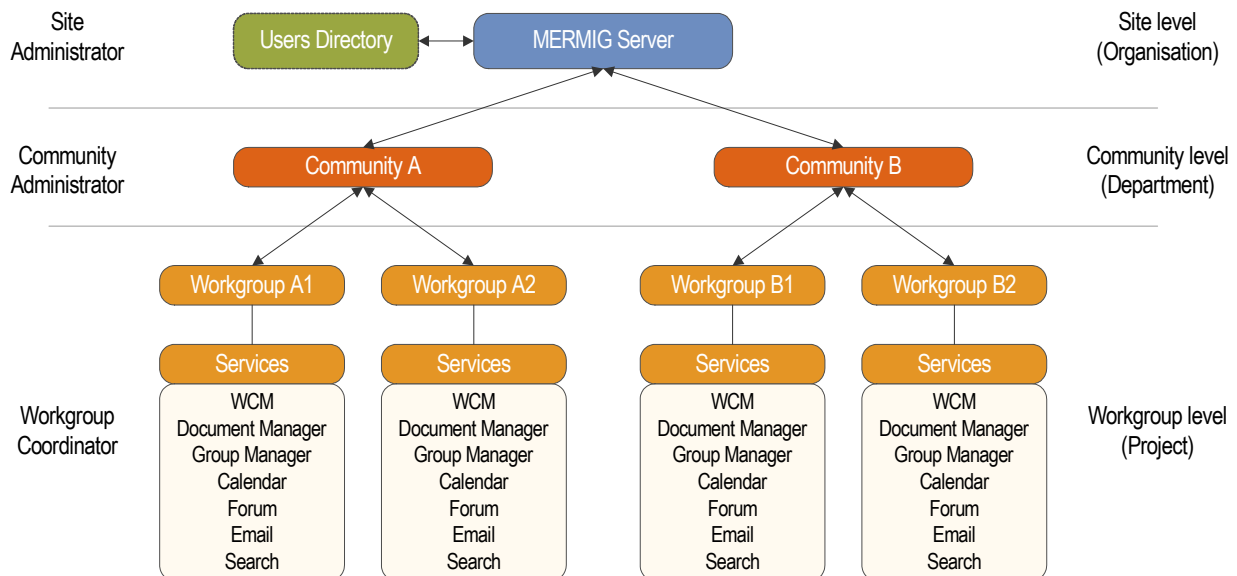 Site
Administrator
Users Directory
MERMIG Server
Site level
(Organisation)
Community
Administrator
Community A
Community B
Community level
(Department)
Workgroup A1
Workgroup A2
Workgroup B1
Workgroup B2
Services
Services
Services
Services
Workgroup
Coordinator
WCM
Document Manager
Group Manager
Calendar
Forum
Email
Search
WCM
Document Manager
Group Manager
Calendar
Forum
Email
Search
WCM
Document Manager
Group Manager
Calendar
Forum
Email
Search
WCM
Document Manager
Group Manager
Calendar
Forum
Email
Search
Workgroup level
(Project)